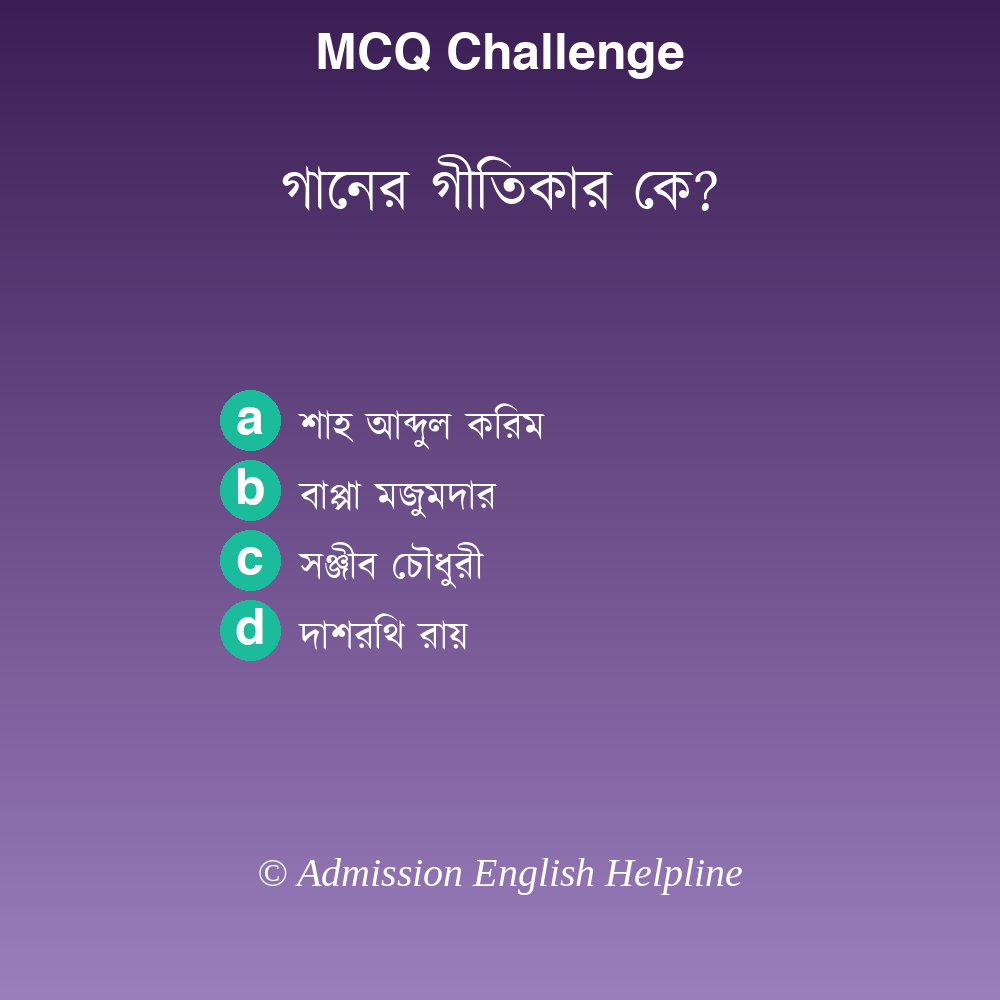 MCQ Challenge
গানের গীতিকার কে?
a শাহ আব্দুল করিম
b বাপ্পা মজুমদার
c সঞ্জীব চৌধুরী
d দাশরথি রায়
© Admission English Helpline